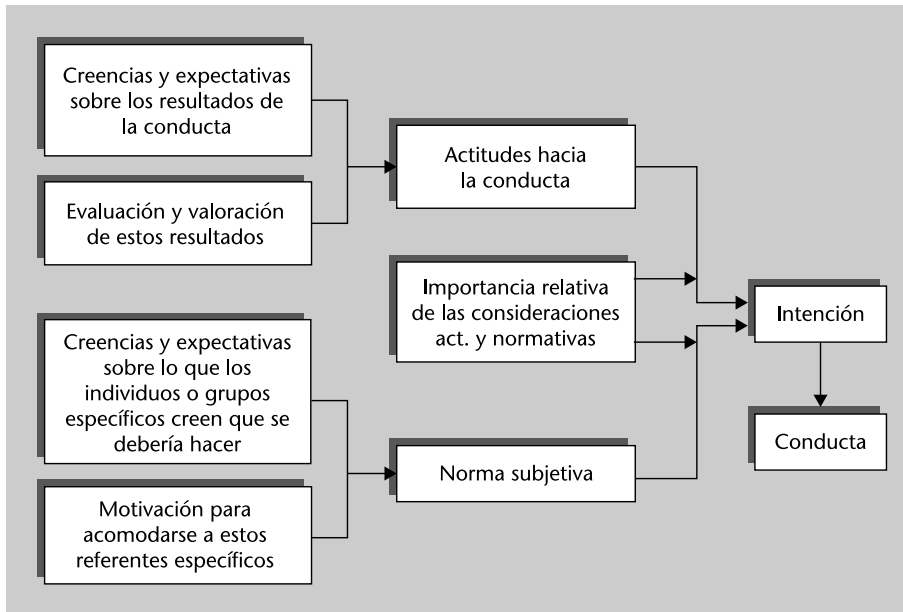 Creencias y expectativas
sobre los resultados de
la conducta
Evaluación y valoración
de estos resultados
Creencias y expectativas
sobre lo que los
individuos o grupos
específicos creen que se
debería hacer
Motivación para
acomodarse a estos
referentes específicos
Actitudes hacia
la conducta
Importancia relativa
de las consideraciones
act. y normativas
Norma subjetiva
Intención
Conducta